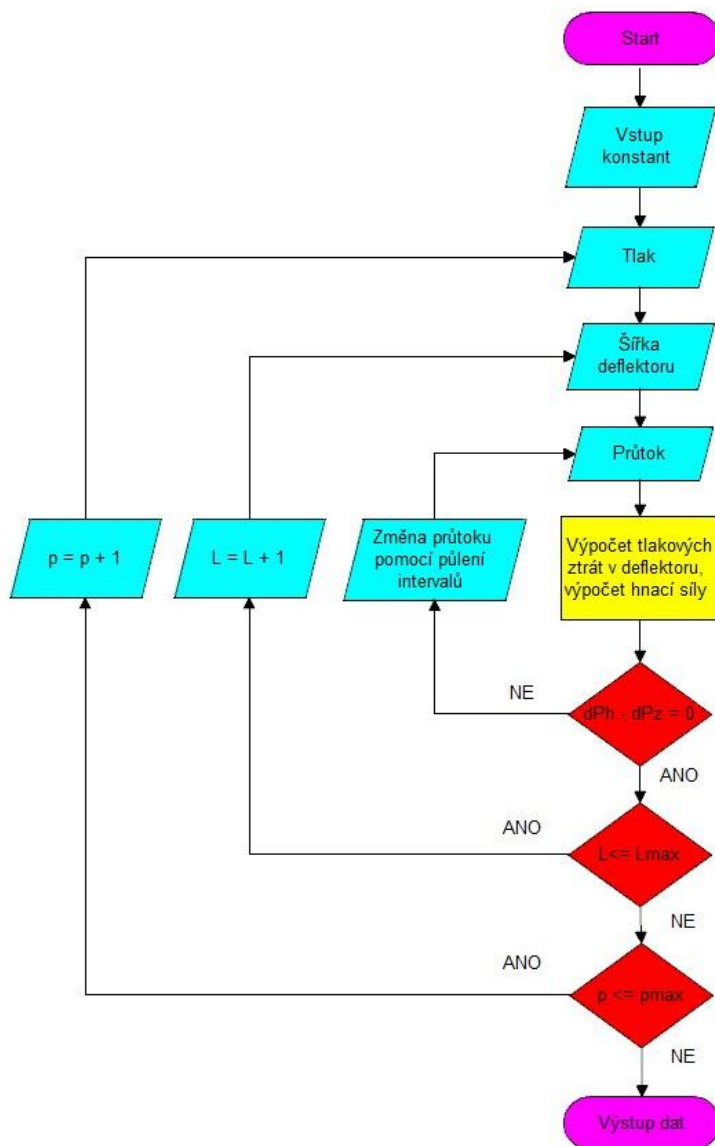 Start
Vstup
konstant
Tlak
Šířka
deflektoru
Průtok
p = p + 1
L = L + 1
Změna průtoku
pomocí půlení
intervalů
Výpočet tlakových
ztrát v deflektoru,
výpočet hnací síly
NE
dPh - dPz = 0
ANO
ANO
L<= Lmax
NE
ANO
p <= pmax
NE
Výstup dat